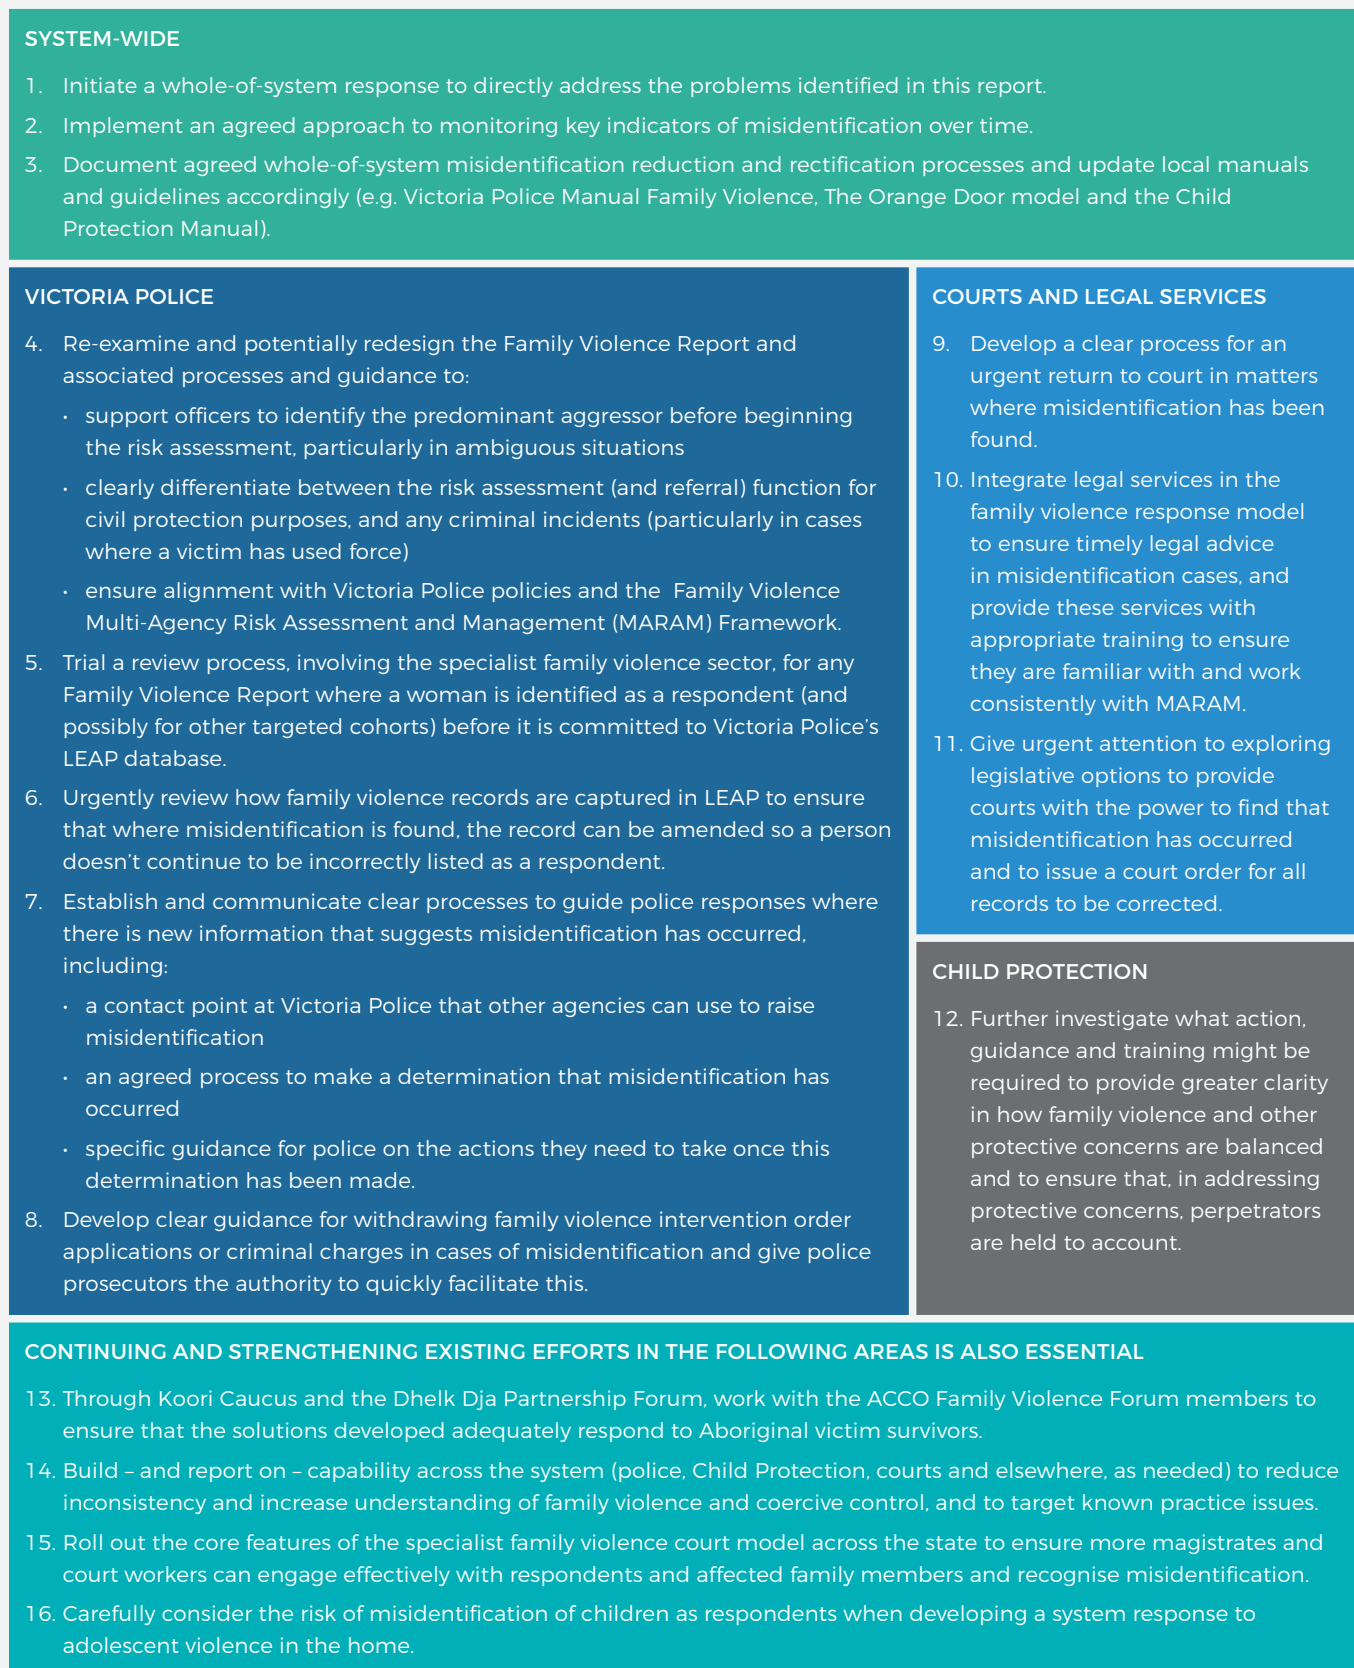 SYSTEM-WIDE
1. Initiate a whole-of-system response to directly address the problems identified in this report.
2. Implement an agreed approach to monitoring key indicators of misidentification over time.
3. Document agreed whole-of-system misidentification reduction and rectification processes and update local manuals
and guidelines accordingly (e.g. Victoria Police Manual Family Violence, The Orange Door model and the Child
Protection Manual).
VICTORIA POLICE
4. Re-examine and potentially redesign the Family Violence Report and
associated processes and guidance to:
• support officers to identify the predominant aggressor before beginning
the risk assessment, particularly in ambiguous situations
• clearly differentiate between the risk assessment (and referral) function for
civil protection purposes, and any criminal incidents (particularly in cases
where a victim has used force)
• ensure alignment with Victoria Police policies and the Family Violence
Multi-Agency Risk Assessment and Management (MARAM) Framework.
5. Trial a review process, involving the specialist family violence sector, for any
Family Violence Report where a woman is identified as a respondent (and
possibly for other targeted cohorts) before it is committed to Victoria Police's
LEAP database.
6. Urgently review how family violence records are captured in LEAP to ensure
that where misidentification is found, the record can be amended so a person
doesn't continue to be incorrectly listed as a respondent.
7. Establish and communicate clear processes to guide police responses where
there is new information that suggests misidentification has occurred,
including:
• a contact point at Victoria Police that other agencies can use to raise
misidentification
• an agreed process to make a determination that misidentification has
occurred
• specific guidance for police on the actions they need to take once this
determination has been made.
8. Develop clear guidance for withdrawing family violence intervention order
applications or criminal charges in cases of misidentification and give police
prosecutors the authority to quickly facilitate this.
COURTS AND LEGAL SERVICES
9. Develop a clear process for an
urgent return to court in matters
where misidentification has been
found.
10. Integrate legal services in the
family violence response model
to ensure timely legal advice
in misidentification cases, and
provide these services with
appropriate training to ensure
they are familiar with and work
consistently with MARAM.
11. Give urgent attention to exploring
legislative options to provide
courts with the power to find that
misidentification has occurred
and to issue a court order for all
records to be corrected.
CHILD PROTECTION
12. Further investigate what action,
guidance and training might be
required to provide greater clarity
in how family violence and other
protective concerns are balanced
and to ensure that, in addressing
protective concerns, perpetrators
are held to account.
CONTINUING AND STRENGTHENING EXISTING EFFORTS IN THE FOLLOWING AREAS IS ALSO ESSENTIAL
13. Through Koori Caucus and the Dhelk Dja Partnership Forum, work with the ACCO Family Violence Forum members to
ensure that the solutions developed adequately respond to Aboriginal victim survivors.
14. Build – and report on – capability across the system (police, Child Protection, courts and elsewhere, as needed) to reduce
inconsistency and increase understanding of family violence and coercive control, and to target known practice issues.
15. Roll out the core features of the specialist family violence court model across the state to ensure more magistrates and
court workers can engage effectively with respondents and affected family members and recognise misidentification.
16. Carefully consider the risk of misidentification of children as respondents when developing a system response to
adolescent violence in the home.